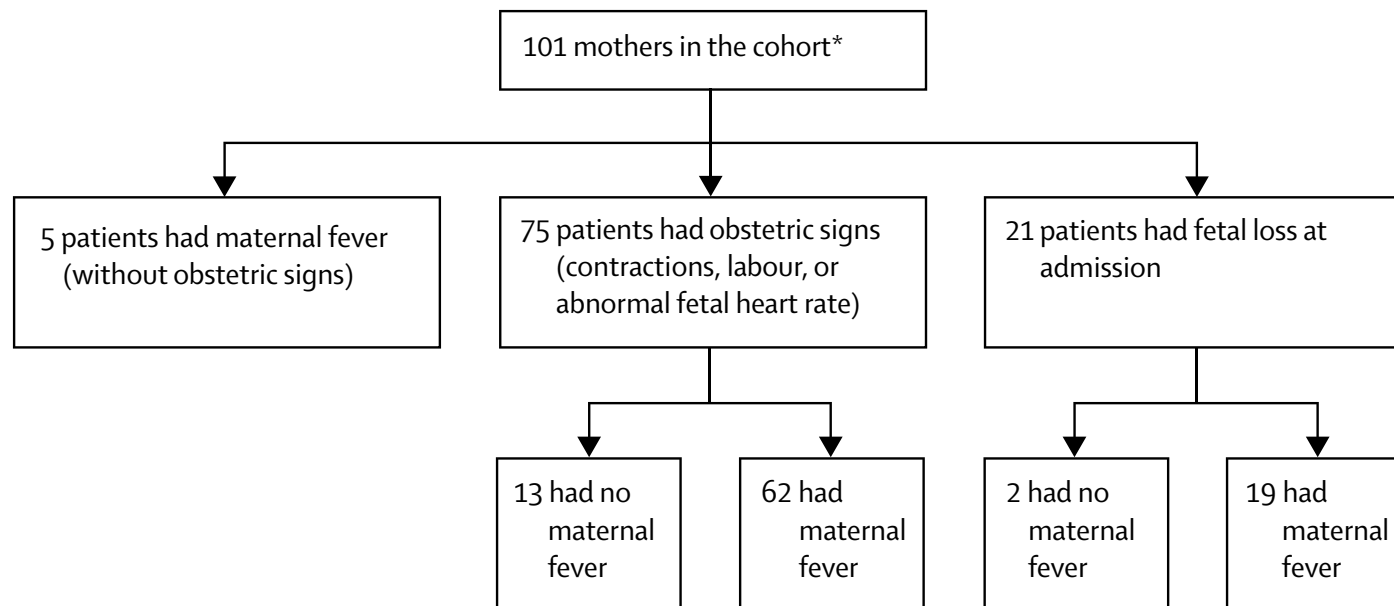 101 mothers in the cohort*
5 patients had maternal fever
(without obstetric signs)
75 patients had obstetric signs
(contractions, labour, or
abnormal fetal heart rate)
21 patients had fetal loss at
admission
13 had no
maternal
fever
62 had
maternal
fever
2 had no
maternal
fever
19 had
maternal
fever